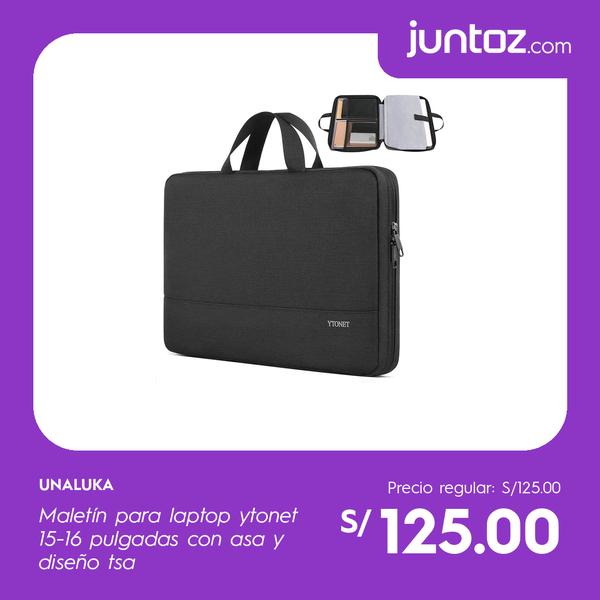 juntoz.com
YTONET
UNALUKA
Maletín para laptop ytonet
15-16 pulgadas con asa y
diseño tsa
Precio regular: S/125.00
S/125.00